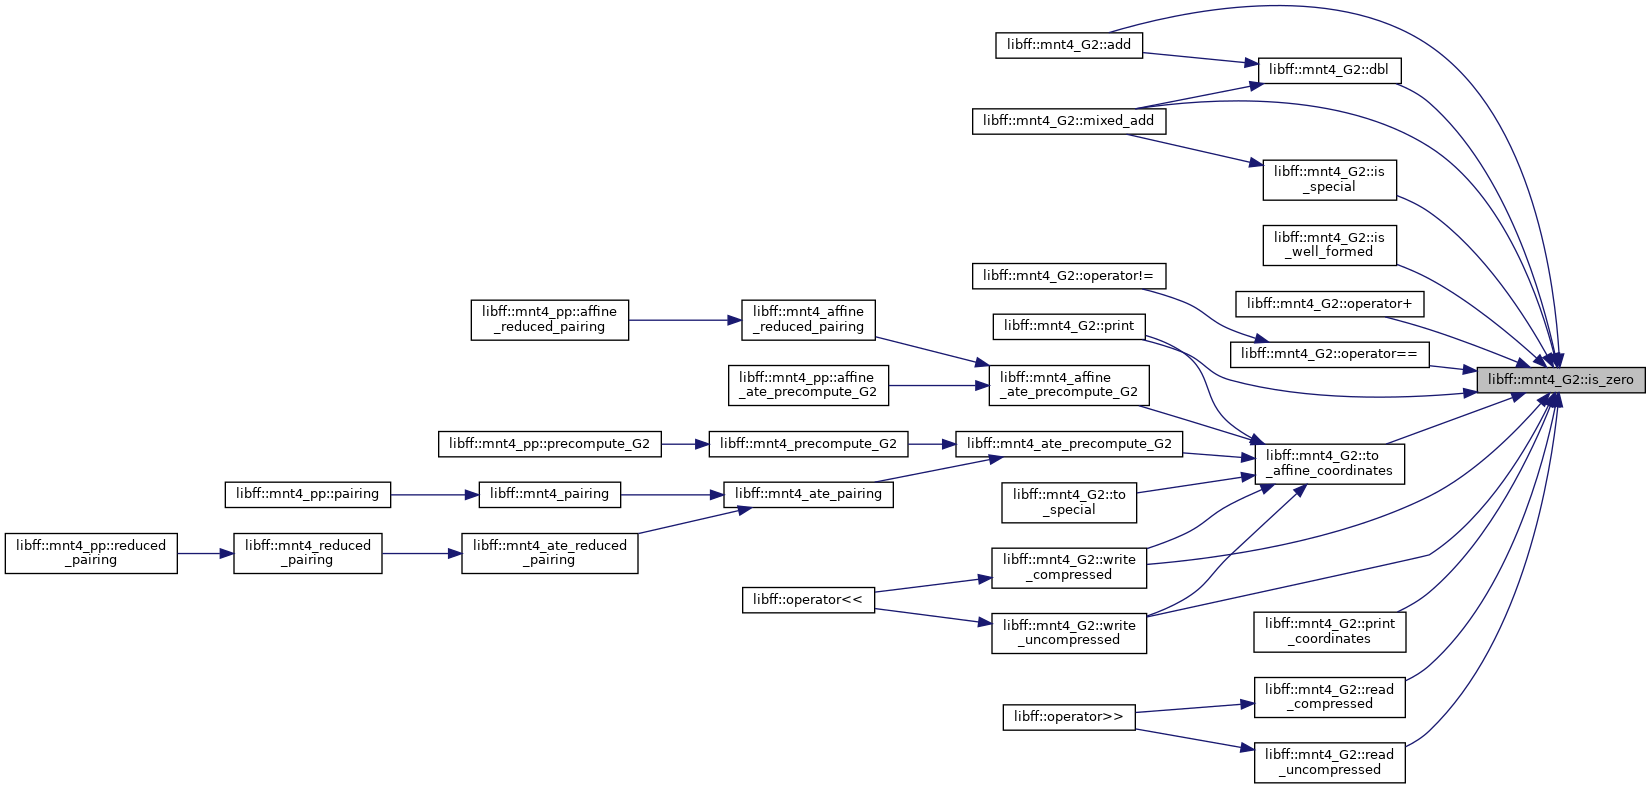 libff::mnt4_G2::add
libff::mnt4_G2::dbl
libff::mnt4_G2::mixed_add
libff::mnt4_G2::is
_special
libff::mnt4_G2::is
_well_formed
libff::mnt4_G2::operator!=
libff::mnt4_G2::operator+
libff::mnt4_pp::affine
_reduced_pairing
libff::mnt4_affine
_reduced_pairing
libff::mnt4_G2::print
libff::mnt4_G2::operator==
libff::mnt4_G2::is_zero
libff::mnt4_pp::affine
_ate_precompute_G2
libff::mnt4_affine
_ate_precompute_G2
libff::mnt4_pp::precompute_G2
libff::mnt4_precompute_G2
libff::mnt4_ate_precompute_G2
libff::mnt4_G2::to
_affine_coordinates
libff::mnt4_pp::pairing
libff::mnt4_pairing
libff::mnt4_ate_pairing
libff::mnt4_G2::to
_special
libff::mnt4_pp::reduced
_pairing
libff::mnt4_reduced
_pairing
libff::mnt4_ate_reduced
_pairing
libff::mnt4_G2::write
_compressed
libff::operator<<
libff::mnt4_G2::write
_uncompressed
libff::mnt4_G2::print
_coordinates
libff::mnt4_G2::read
_compressed
libff::operator>>
libff::mnt4_G2::read
_uncompressed